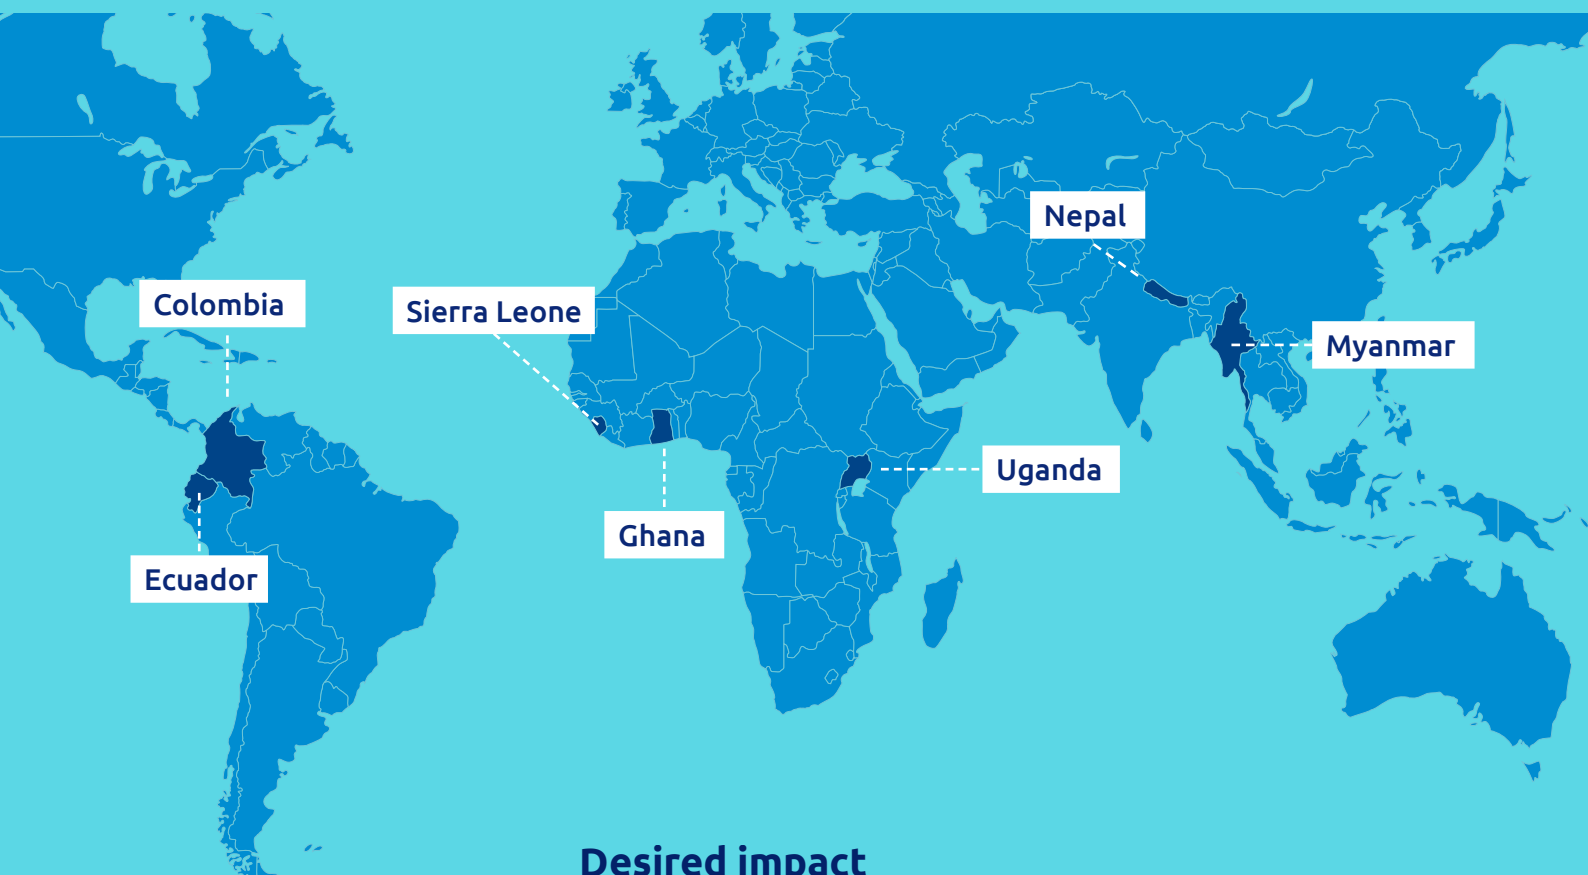 Nepal
Colombia
Sierra Leone
Myanmar
Uganda
Ghana
Ecuador
Desired impact